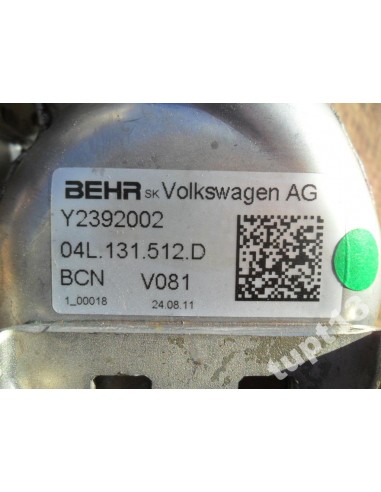 BEHR SK Volkswagen AG
Y2392002
04L.131.512.D
BCN V081
1_00018 24.08.11